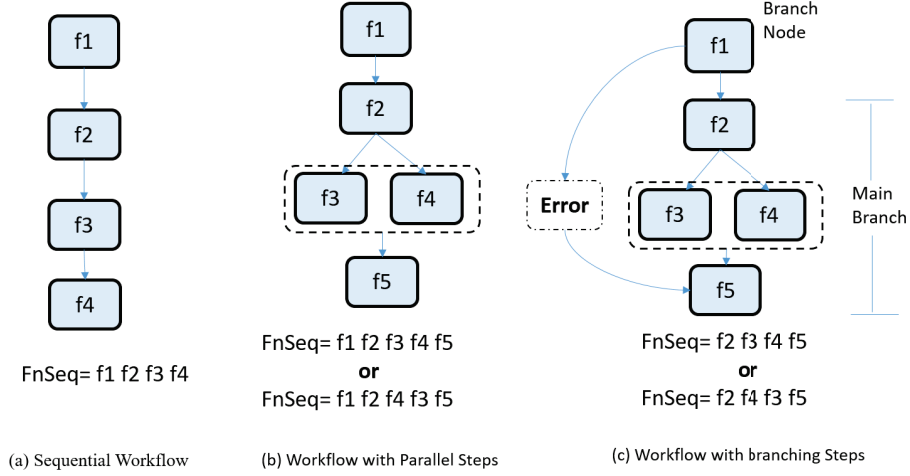 f1
f2
f3
f4
FnSeq= f1 f2 f3 f4
(a) Sequential Workflow
f1
f2
f3
f4
f5
FnSeq= f1 f2 f3 f4 f5
or
FnSeq= f1 f2 f4 f3 f5
(b) Workflow with Parallel Steps
Branch
Node
f1
f2
Error
f3
f4
Main
Branch
f5
FnSeq= f2 f3 f4 f5
or
FnSeq= f2 f4 f3 f5
(c) Workflow with branching Steps